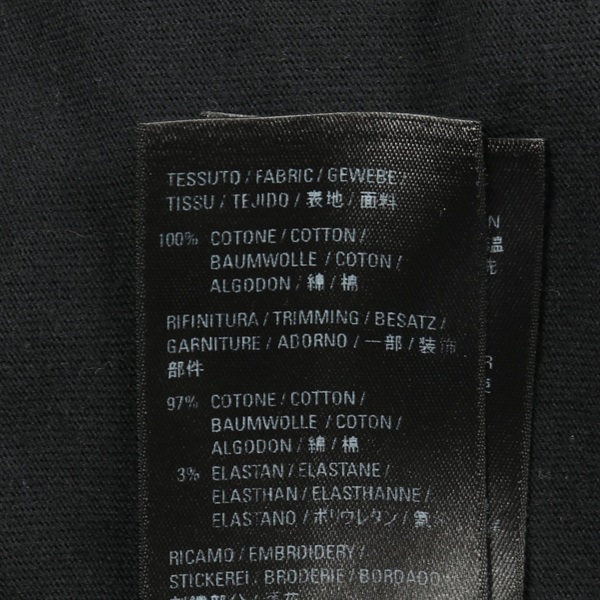 TESSUTO / FABRIC / GEWEBE /
TISSU / TEJIDO / 表地 / 面料
100% COTONE / COTTON /
BAUMWOLLE / COTON /
ALGODON / 綿 / 棉
RIFINITURA / TRIMMING / BESATZ /
GARNITURE / ADORNO / 一部 / 装饰
部件
97% COTONE / COTTON /
BAUMWOLLE / COTON /
ALGODON / 綿 / 棉
3% ELASTAN / ELASTANE /
ELASTHAN / ELASTHANNE /
ELASTANO / ポリウレタン /
RICAMO / EMBROIDERY /
STICKEREI / BRODERIE / BORDADO